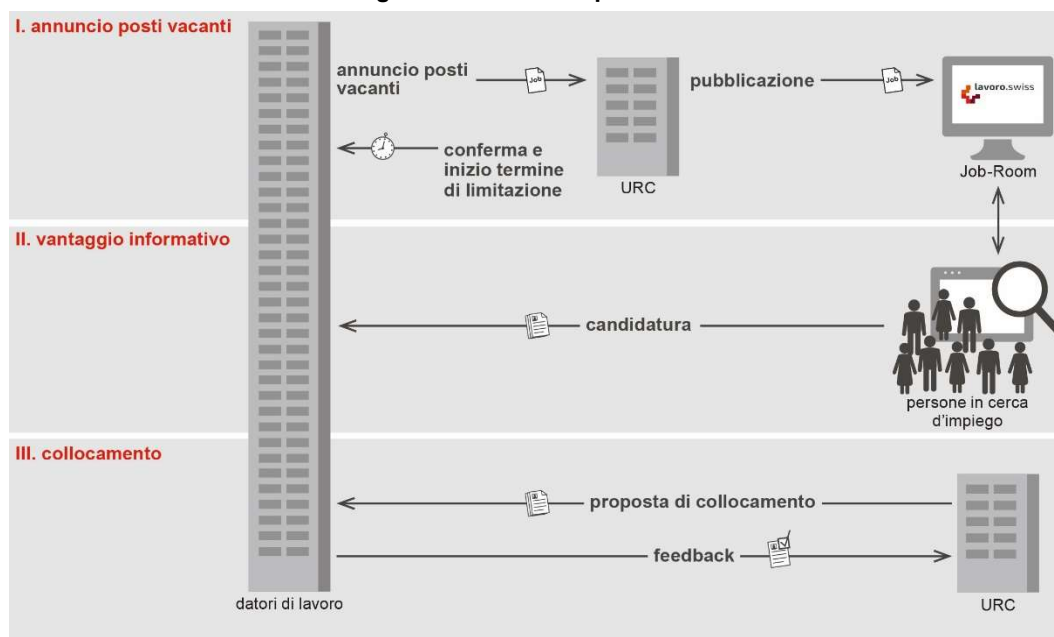 I. annuncio posti vacanti
annuncio posti
vacanti
Job
pubblicazione
Job
lavoro.swiss
conferma e
inizio termine
di limitazione
URC
Job-Room
II. vantaggio informativo
candidatura
persone in cerca
d'impiego
III. collocamento
proposta di collocamento
feedback
datori di lavoro
URC